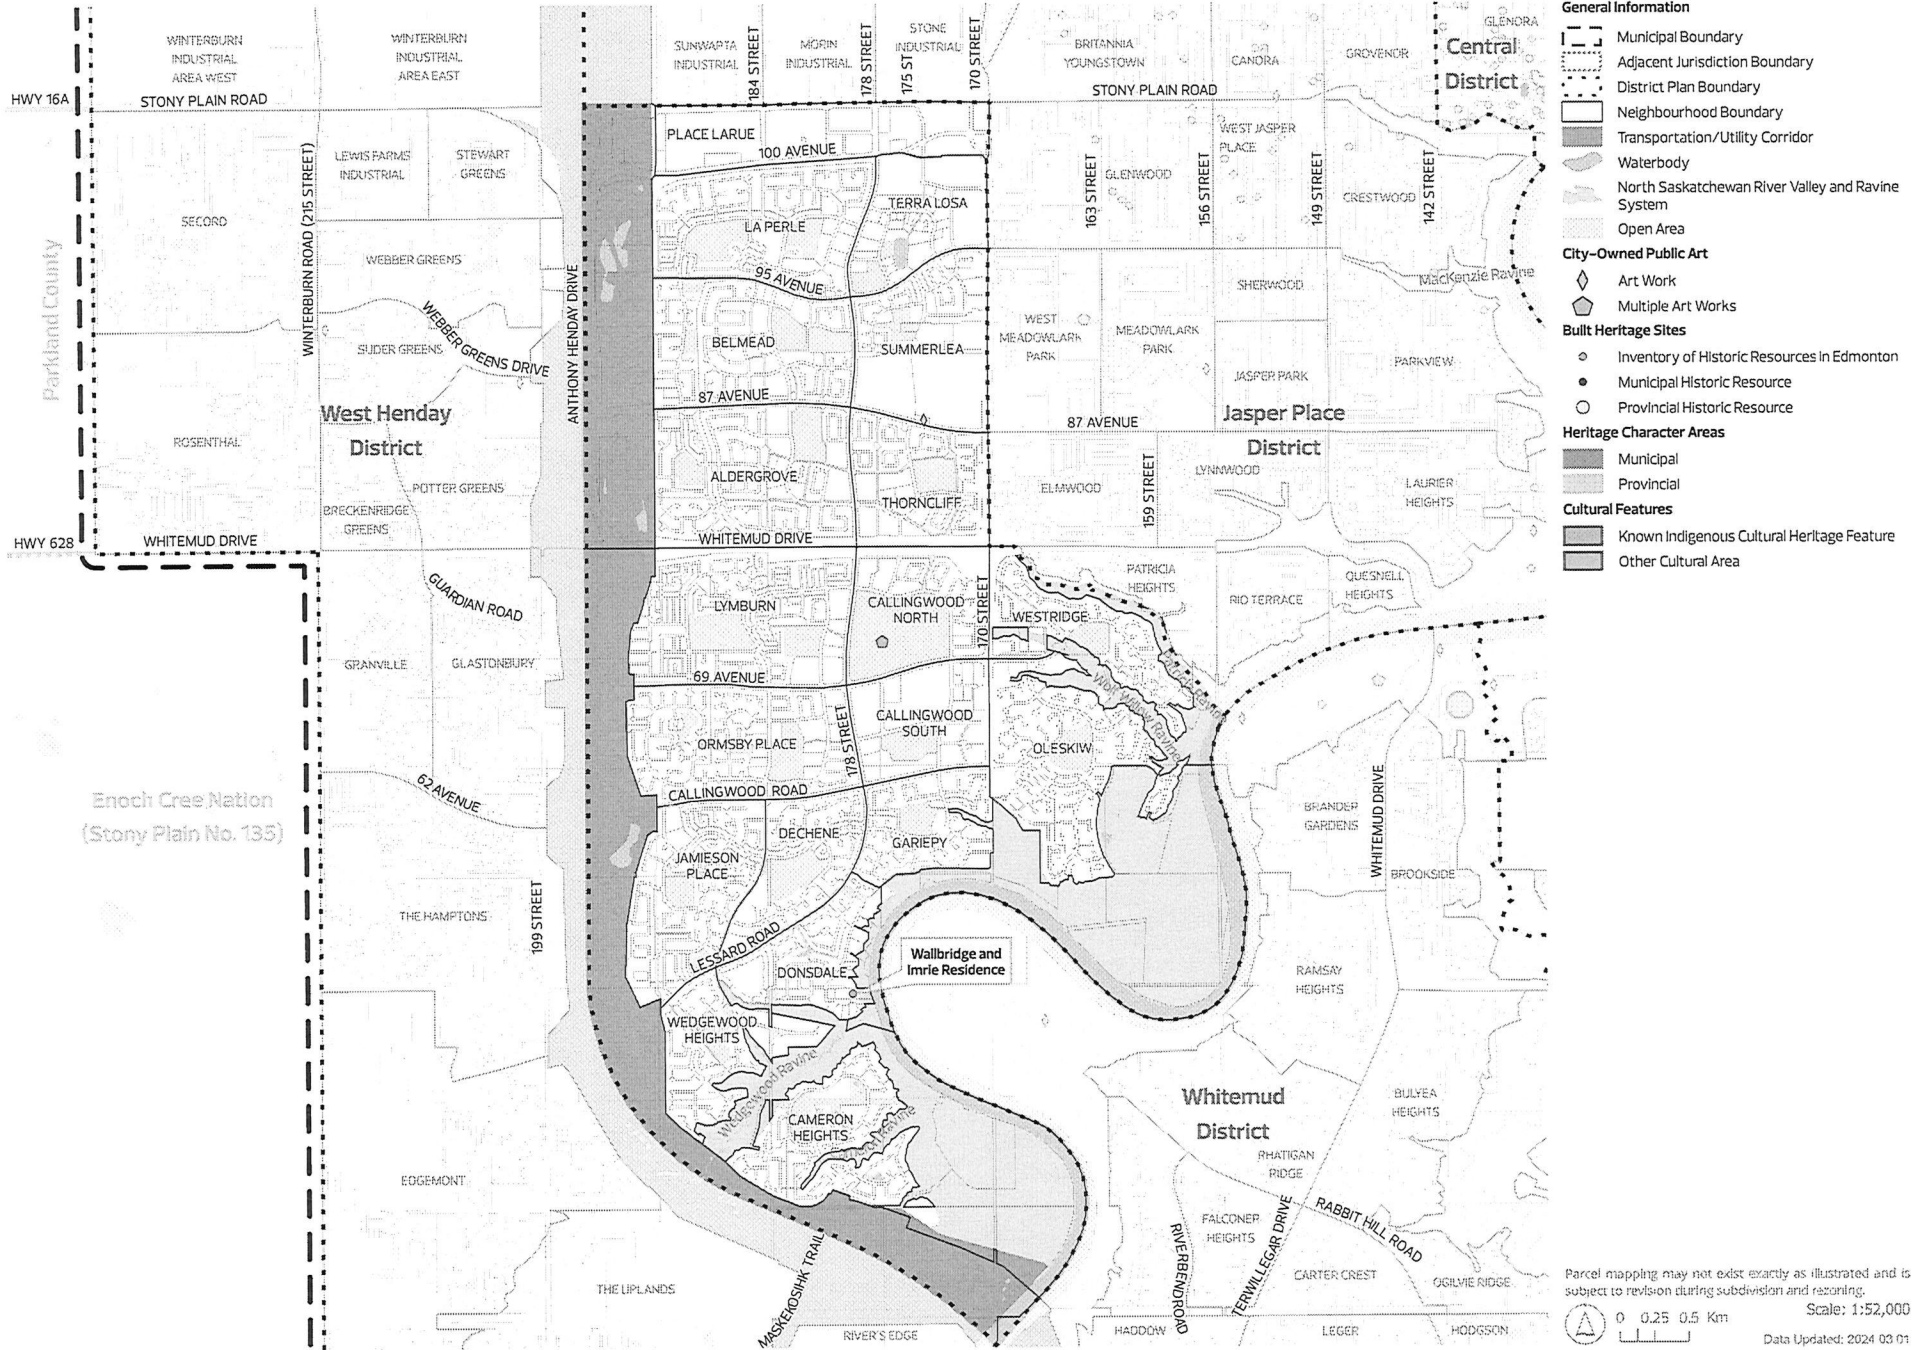 WINTERBURN
INDUSTRIAL
AREA WEST
WINTERBURN
INDUSTRIAL
AREA EAST
SUNWAPTA
INDUSTRIAL
184 STREET
MORIN
INDUSTRIAL
178 STREET
STONE
INDUSTRIAL
175 ST
170 STREET
BRITANNIA
YOUNGSTOWN
CANORA
GROVENOR
Central
District
GLENORA
HWY 16A
STONY PLAIN ROAD
STONY PLAIN ROAD
PLACE LARUE
100 AVENUE
LEWIS FARMS
INDUSTRIAL
STEWART
GREENS
WINTERBURN ROAD (215 STREET)
SECORD
WEBBER GREENS
WEBBER GREENS DRIVE
SUDER GREENS
ANTHONY HENDAY DRIVE
Parkland County
TERRA LOSA
LA PERLE
95 AVENUE
BELMEAD
SUMMERLEA
87 AVENUE
163 STREET
GLENWOOD
WEST JASPER
PLACE
156 STREET
149 STREET
CRESTWOOD
142 STREET
MacKenzie Ravine
SHERWOOD
WEST
MEADOWLARK
PARK
MEADOWLARK
PARK
JASPER PARK
PARKVIEW
87 AVENUE
Jasper Place
District
West Henday
District
ROSENTHAL
POTTER GREENS
BRECKENRIDGE
GREENS
ALDERGROVE
THORNCLIFF
ELMWOOD
159 STREET
LYNNWOOD
LAURIER
HEIGHTS
HWY 628
WHITEMUD DRIVE
WHITEMUD DRIVE
GUARDIAN ROAD
GRANVILLE
GLASTONBURY
LYMBURN
CALLINGWOOD
NORTH
170 STREET
WESTRIDGE
PATRICIA
HEIGHTS
RIO TERRACE
QUESNELL
HEIGHTS
69 AVENUE
Patricia Ravine
Wolf Willow Ravine
178 STREET
CALLINGWOOD
SOUTH
ORMSBY PLACE
OLESKIW
CALLINGWOOD ROAD
62 AVENUE
Enoch Cree Nation
(Stony Plain No. 135)
DECHENE
GARIEPY
JAMIESON
PLACE
BRANDER
GARDENS
WHITEMUD DRIVE
BROOKSIDE
THE HAMPTONS
199 STREET
LESSARD ROAD
DONSDALE
Wallbridge and
Imrie Residence
RAMSAY
HEIGHTS
WEDGEWOOD
HEIGHTS
Wedgewood Ravine
CAMERON
HEIGHTS
Whitemud
District
BULYEA
HEIGHTS
RHATIGAN
RIDGE
EDGEMONT
FALCONER
HEIGHTS
RABBIT HILL ROAD
RIVERBEND ROAD
TERWILLEGAR DRIVE
CARTER CREST
OGILVIE RIDGE
THE UPLANDS
MASKEKOSIHK TRAIL
RIVER'S EDGE
HADDOW
LEGER
HODGSON
General Information
Municipal Boundary
Adjacent Jurisdiction Boundary
District Plan Boundary
Neighbourhood Boundary
Transportation/Utility Corridor
Waterbody
North Saskatchewan River Valley and Ravine
System
Open Area
City-Owned Public Art
Art Work
Multiple Art Works
Built Heritage Sites
Inventory of Historic Resources in Edmonton
Municipal Historic Resource
Provincial Historic Resource
Heritage Character Areas
Municipal
Provincial
Cultural Features
Known Indigenous Cultural Heritage Feature
Other Cultural Area
Parcel mapping may not exist exactly as illustrated and is
subject to revision during subdivision and rezoning.
Scale: 1:52,000
0 0.25 0.5 Km
Data Updated: 2024 03 01